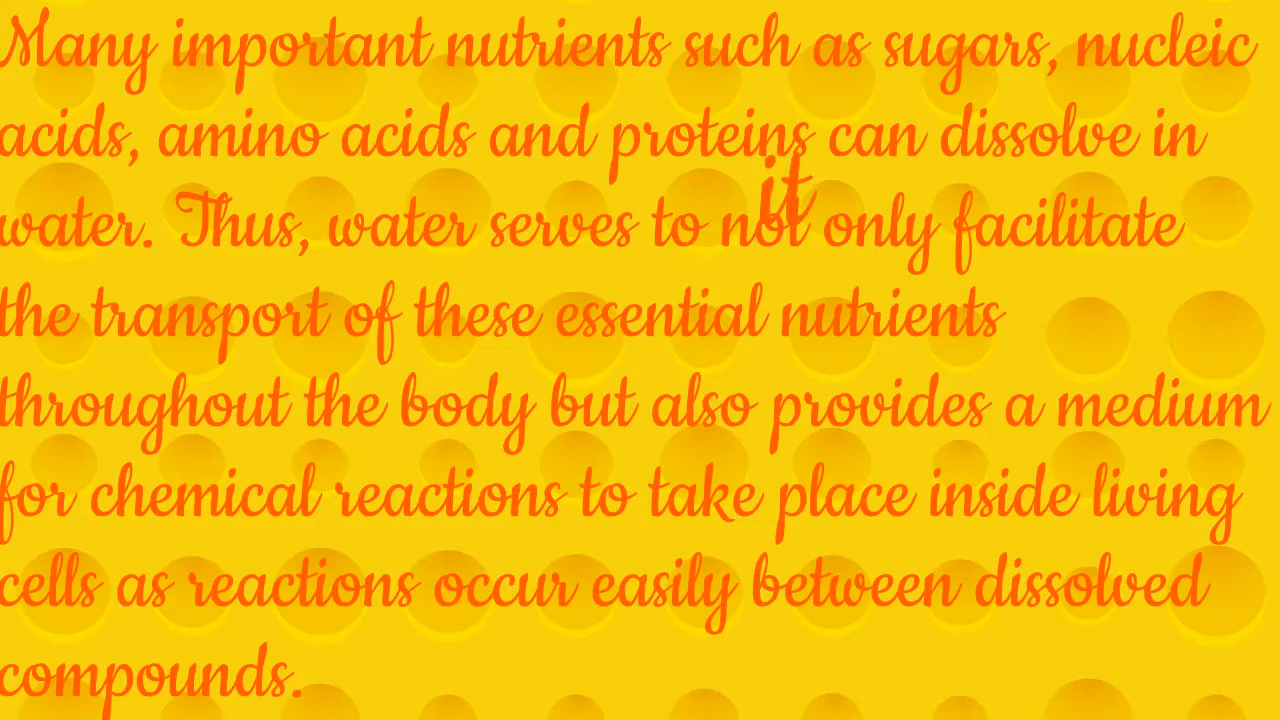 Many important nutrients such as sugars, nucleic
acids, amino acids and proteins can dissolve in
it
water. Thus, water serves to not only facilitate
the transport of these essential nutrients
throughout the body but also provides a medium
for chemical reactions to take place inside living
cells as reactions occur easily between dissolved
compounds.